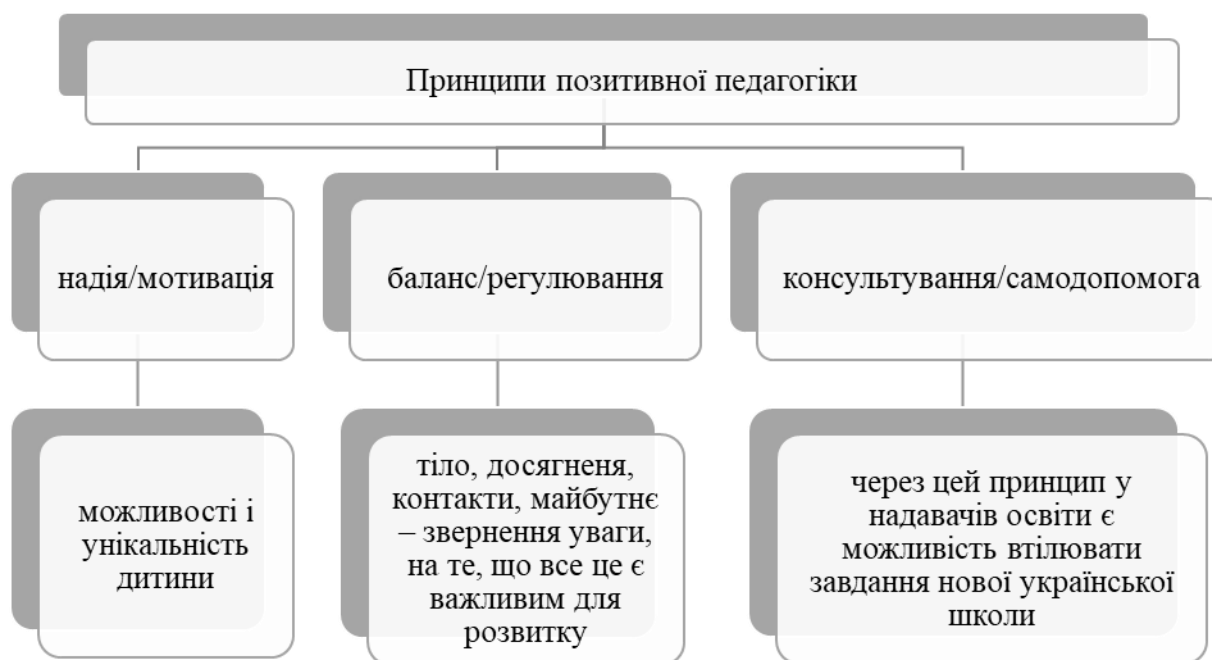 Принципи позитивної педагогіки
надія/мотивація
баланс/регулювання
консультування/самодопомога
можливості і
унікальність
дитини
тіло, досягненя,
контакти, майбутнє
– звернення уваги,
на те, що все це є
важливим для
розвитку
через цей принцип у
надавачів освіти є
можливість втілювати
завдання нової української
школи